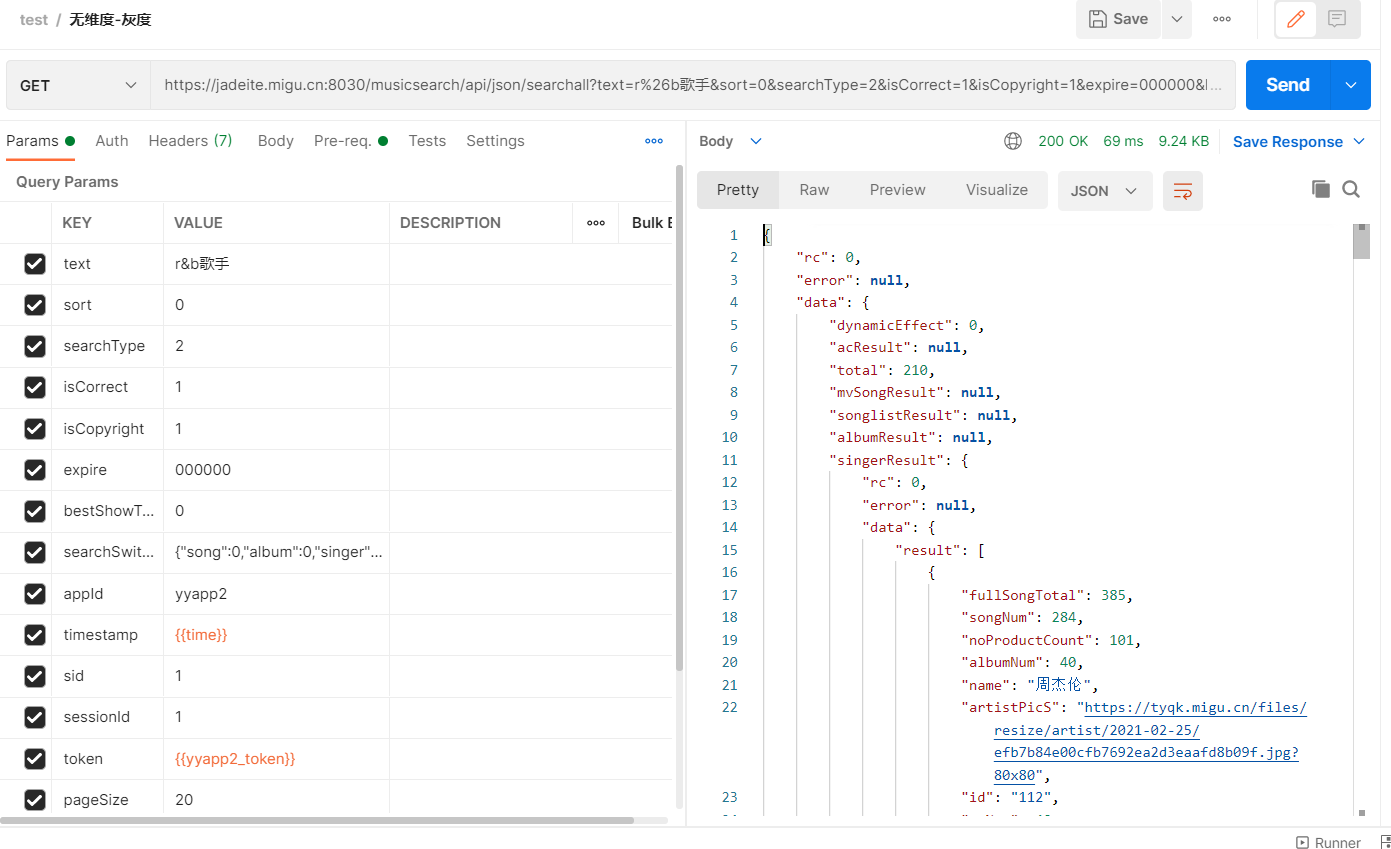 test / 无维度-灰度
Save
GET
https://jadeite.migu.cn:8030/musicsearch/api/json/searchall?text=r%26b歌手&sort=0&searchType=2&isCorrect=1&isCopyright=1&expire=000000&...
Send
Params Auth Headers (7) Body Pre-req. Tests Settings
Query Params
KEY VALUE DESCRIPTION Bulk E
text r&b歌手
sort 0
searchType 2
isCorrect 1
isCopyright 1
expire 000000
bestShowT... 0
searchSwit... {"song":0,"album":0,"singer"...
appId yyapp2
timestamp {{time}}
sid 1
sessionId 1
token {{yyapp2_token}}
pageSize 20
Body 200 OK 69 ms 9.24 KB Save Response
Pretty Raw Preview Visualize JSON
1 {
2 "rc": 0,
3 "error": null,
4 "data": {
5 "dynamicEffect": 0,
6 "acResult": null,
7 "total": 210,
8 "mvSongResult": null,
9 "songlistResult": null,
10 "albumResult": null,
11 "singerResult": {
12 "rc": 0,
13 "error": null,
14 "data": {
15 "result": [
16 {
17 "fullSongTotal": 385,
18 "songNum": 284,
19 "noProductCount": 101,
20 "albumNum": 40,
21 "name": "周杰伦",
22 "artistPicS": "https://tyqk.migu.cn/files/
resize/artist/2021-02-25/
efb7b84e00cfb7692ea2d3eaafd8b09f.jpg?
80x80",
23 "id": "112",
Runner